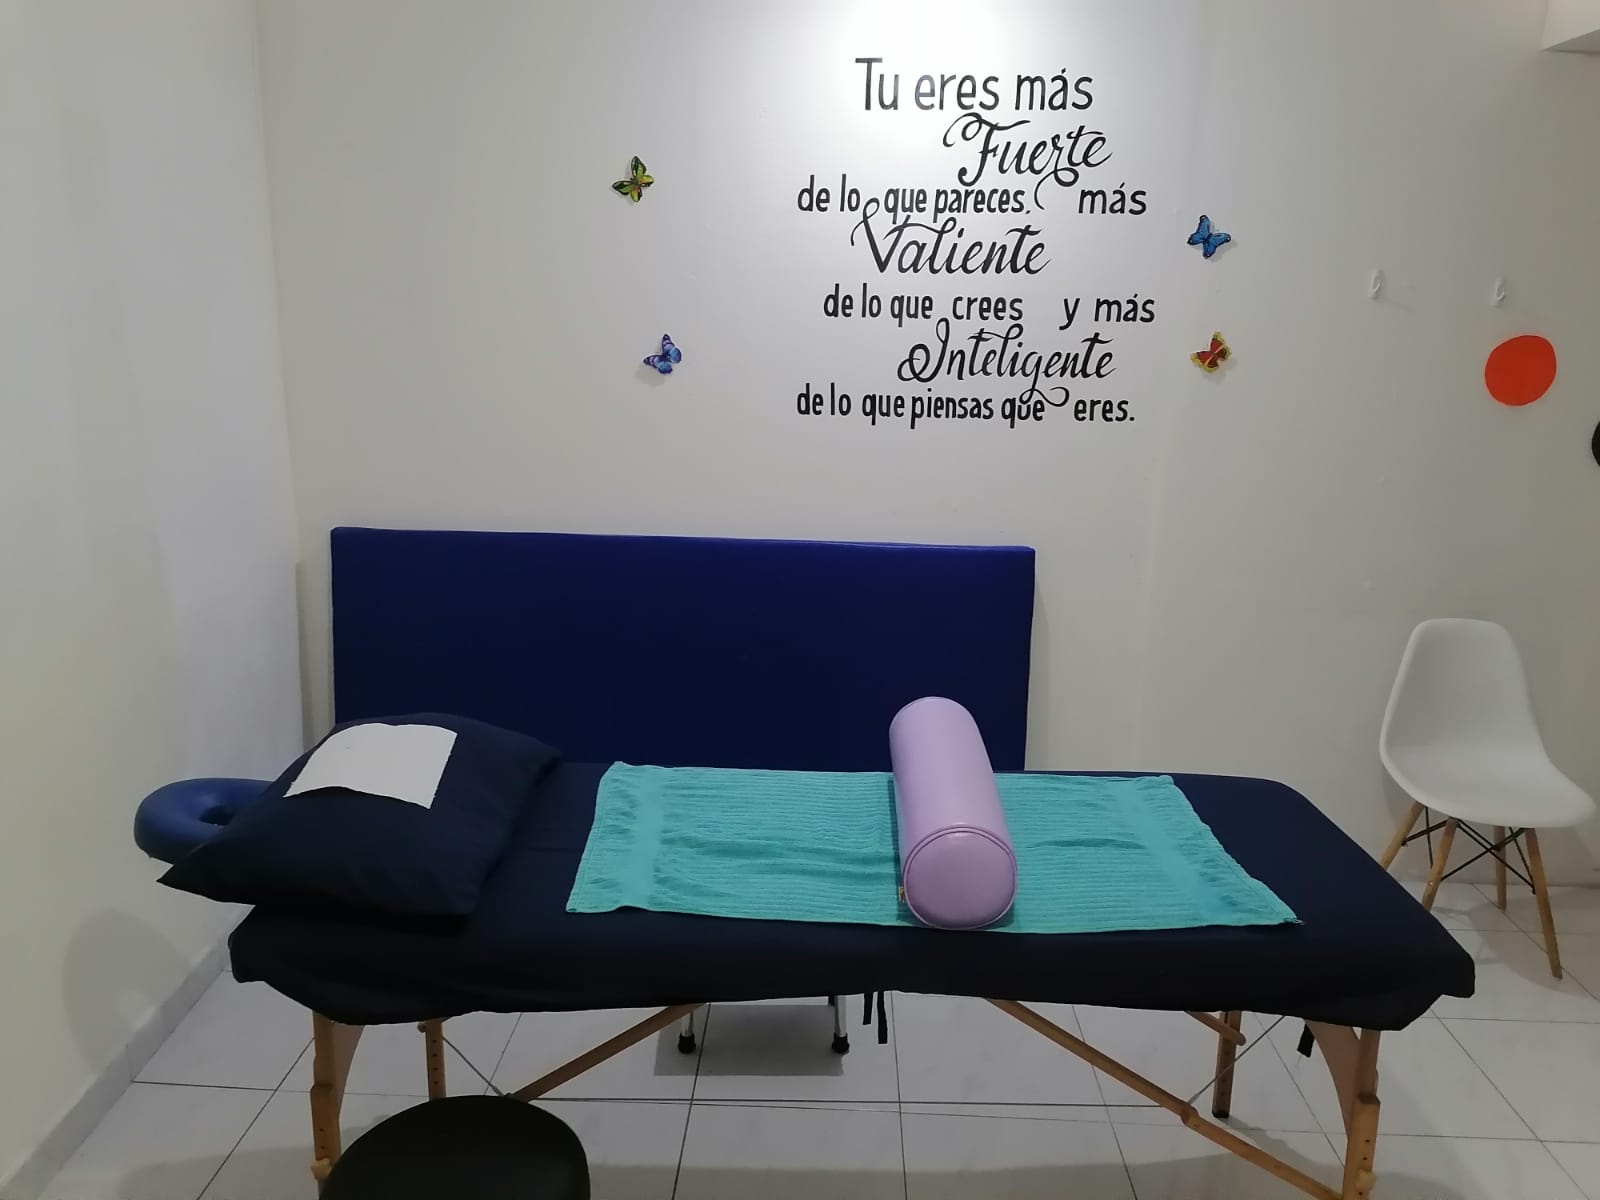 Tu eres más
Fuerte
de lo que pareces. más
Valiente
de lo que crees y más
Inteligente
de lo que piensas que eres.